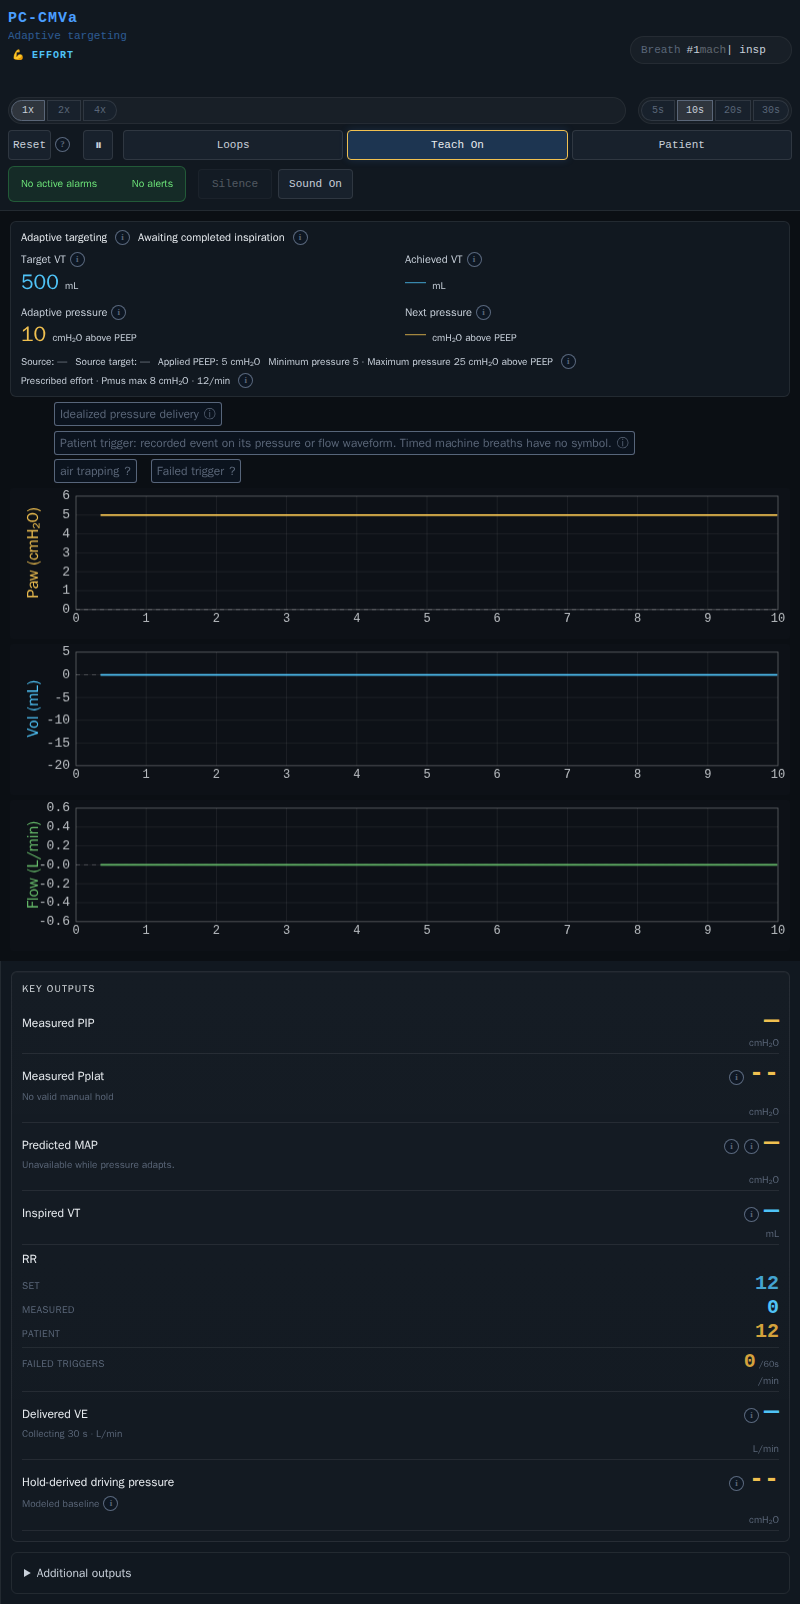 PC-CMVa
Adaptive targeting
💪 EFFORT
Breath #1mach| insp
1x 2x 4x
5s 10s 20s 30s
Reset ? ⏸ Loops Teach On Patient
No active alarms No alerts Silence Sound On
Adaptive targeting i Awaiting completed inspiration i
Target VT i Achieved VT i
500 mL — mL
Adaptive pressure i Next pressure i
10 cmH₂O above PEEP — cmH₂O above PEEP
Source: — Source target: — Applied PEEP: 5 cmH₂O Minimum pressure 5 · Maximum pressure 25 cmH₂O above PEEP i
Prescribed effort · Pmus max 8 cmH₂O · 12/min i
Idealized pressure delivery ⓘ
Patient trigger: recorded event on its pressure or flow waveform. Timed machine breaths have no symbol. ⓘ
air trapping ? Failed trigger ?
Paw (cmH₂O)
6
5
4
3
2
1
0
0 1 2 3 4 5 6 7 8 9 10
Vol (mL)
5
0
-5
-10
-15
-20
0 1 2 3 4 5 6 7 8 9 10
Flow (L/min)
0.6
0.4
0.2
-0.0
-0.2
-0.4
-0.6
0 1 2 3 4 5 6 7 8 9 10
KEY OUTPUTS
Measured PIP —
cmH₂O
Measured Pplat i --
No valid manual hold
cmH₂O
Predicted MAP i i —
Unavailable while pressure adapts.
cmH₂O
Inspired VT i —
mL
RR
SET 12
MEASURED 0
PATIENT 12
FAILED TRIGGERS 0 /60s
/min
Delivered VE i —
Collecting 30 s · L/min
L/min
Hold-derived driving pressure i --
Modeled baseline i
cmH₂O
▶ Additional outputs